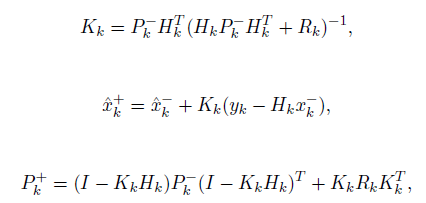 K_k = P_k^- H_k^T (H_k P_k^- H_k^T + R_k)^{-1},
\hat{x}_k^+ = \hat{x}_k^- + K_k (y_k - H_k x_k^-),
P_k^+ = (I - K_k H_k) P_k^- (I - K_k H_k)^T + K_k R_k K_k^T,